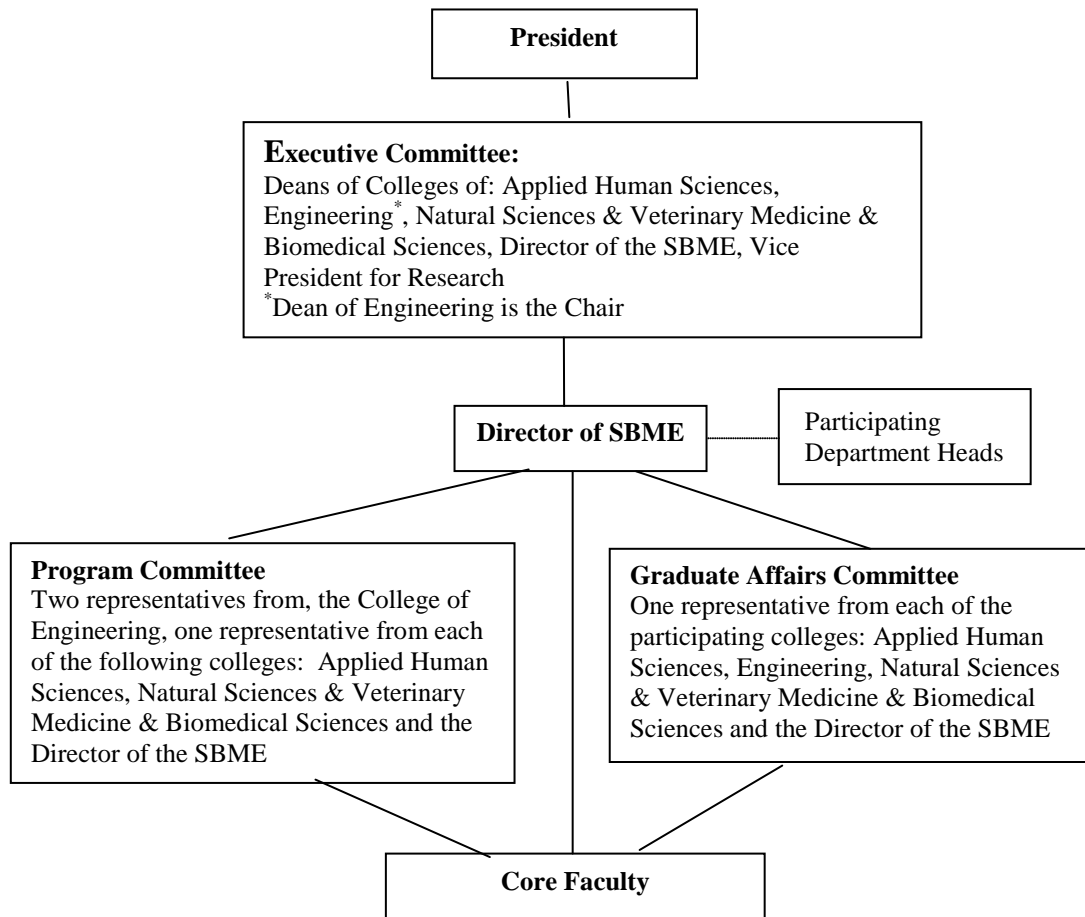 President
Executive Committee:
Deans of Colleges of: Applied Human Sciences,
Engineering*, Natural Sciences & Veterinary Medicine &
Biomedical Sciences, Director of the SBME, Vice
President for Research
*Dean of Engineering is the Chair
Director of SBME
Participating
Department Heads
Program Committee
Two representatives from, the College of
Engineering, one representative from each
of the following colleges: Applied Human
Sciences, Natural Sciences & Veterinary
Medicine & Biomedical Sciences and the
Director of the SBME
Graduate Affairs Committee
One representative from each of the
participating colleges: Applied Human
Sciences, Engineering, Natural Sciences
& Veterinary Medicine & Biomedical
Sciences and the Director of the SBME
Core Faculty